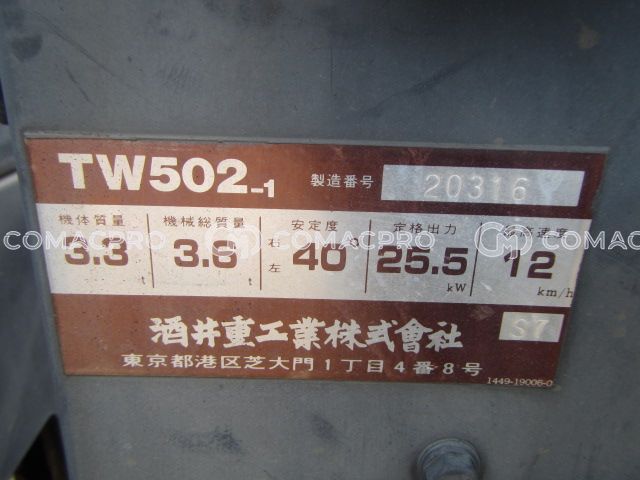 TW502-1 製造番号 20316
機体質量 機械総質量 安定度 定格出力 速度
3.3 t 3.9 t 右 左 40° 25.5 kW 12 km/h
酒井重工業株式會社 S7
東京都港区芝大門1丁目4番8号
1449-19006-0
COMACPRO COMACPRO COMACPRO